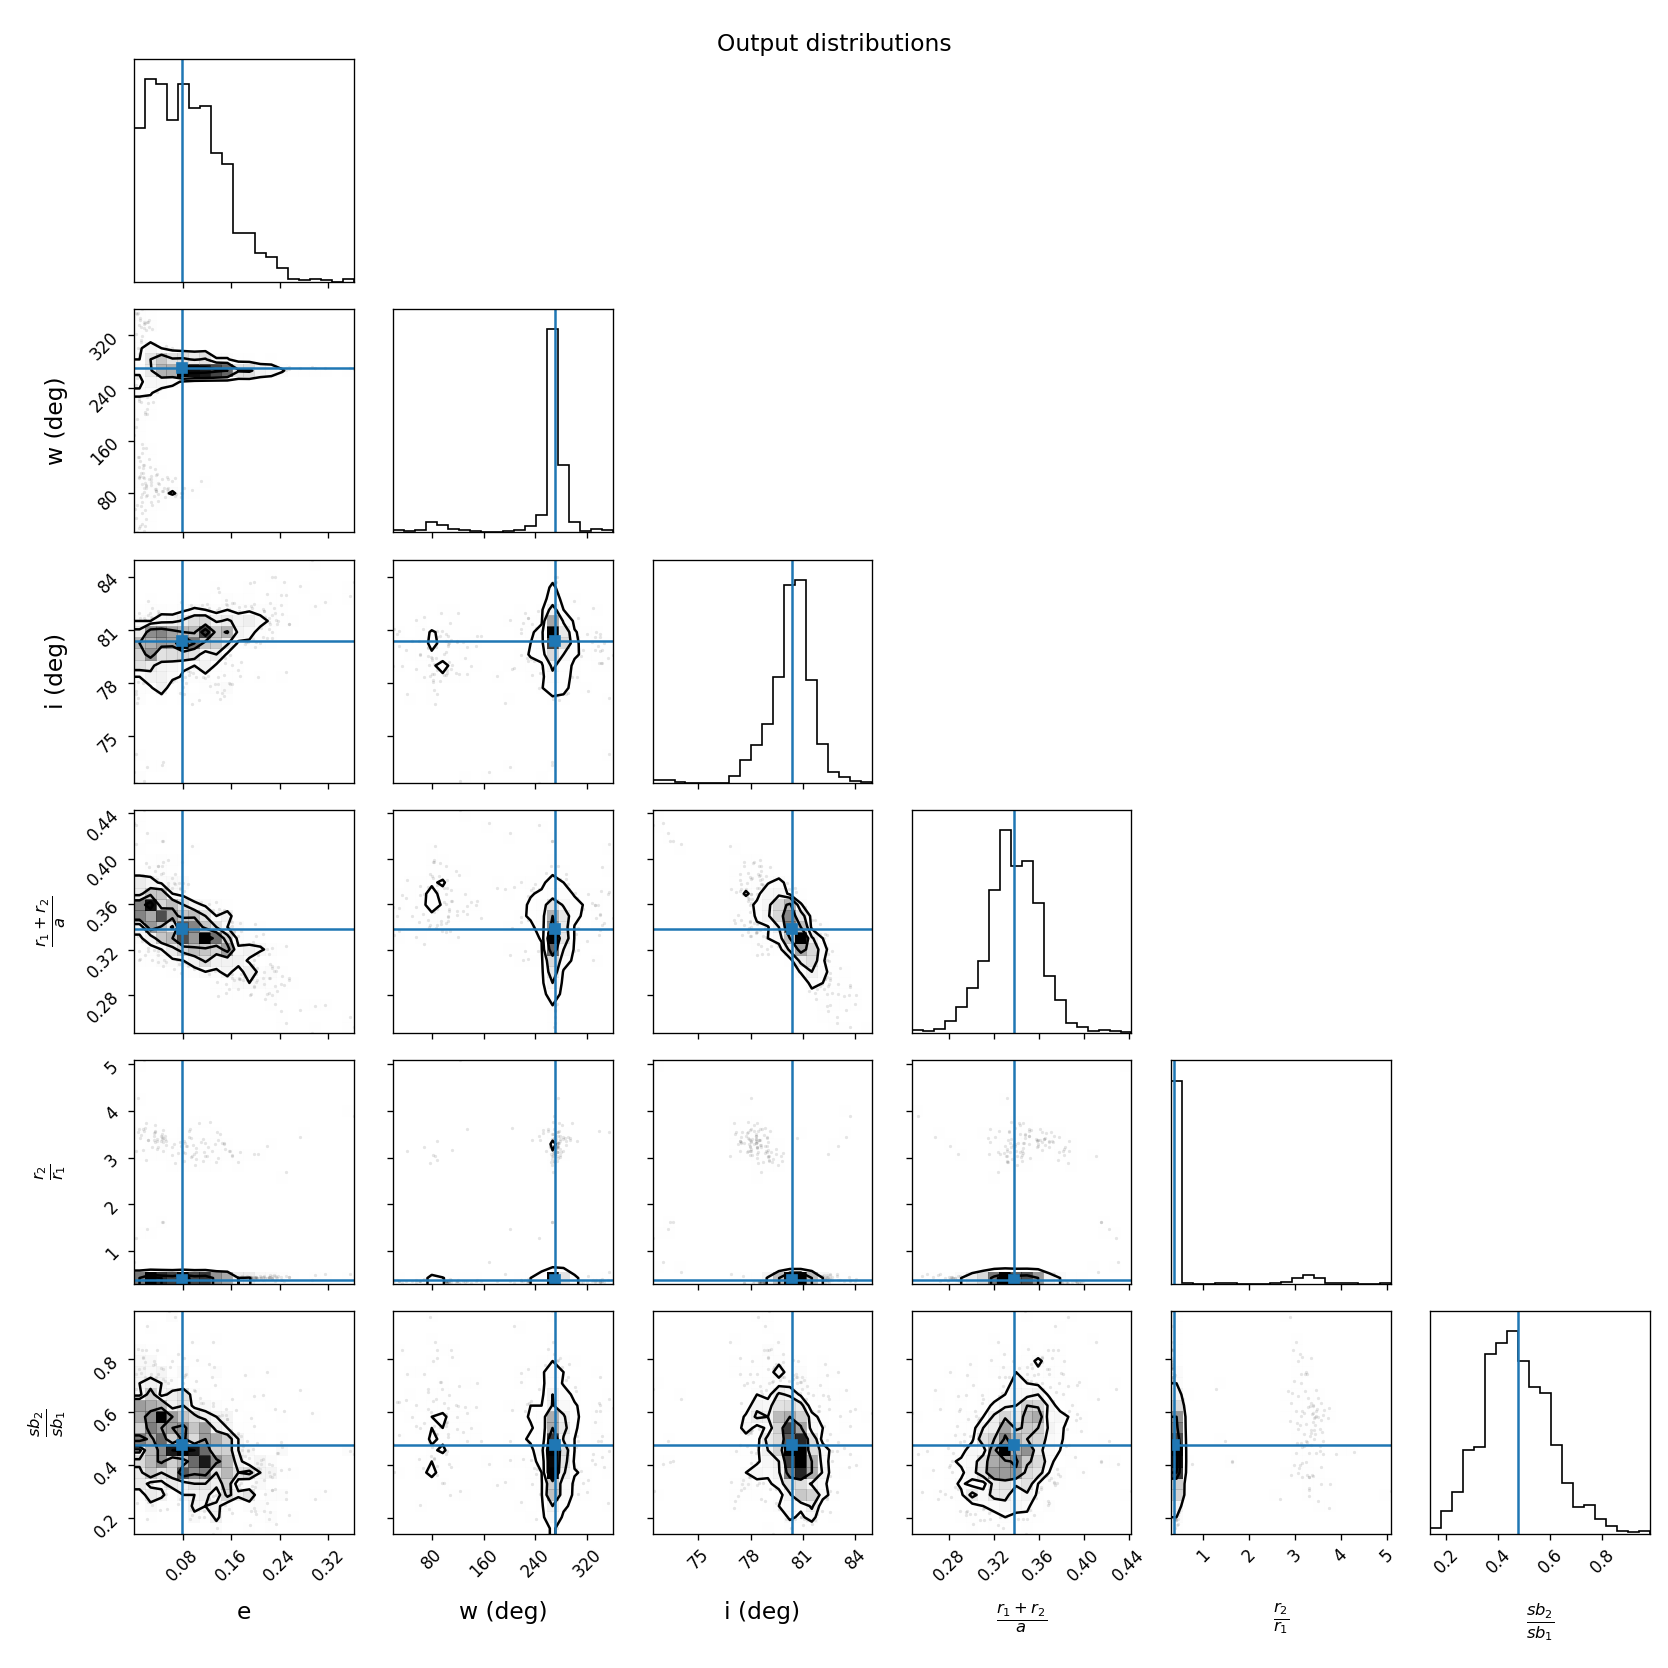 Output distributions
w (deg)
320
240
160
80
i (deg)
84
81
78
75
r₁ + r₂
a
0.44
0.40
0.36
0.32
0.28
r₂
r₁
5
4
3
2
1
sb₂
sb₁
0.8
0.6
0.4
0.2
0.08 0.16 0.24 0.32 80 160 240 320 75 78 81 84 0.28 0.32 0.36 0.40 0.44 1 2 3 4 5 0.2 0.4 0.6 0.8
e w (deg) i (deg)
r₁ + r₂
a
r₂
r₁
sb₂
sb₁